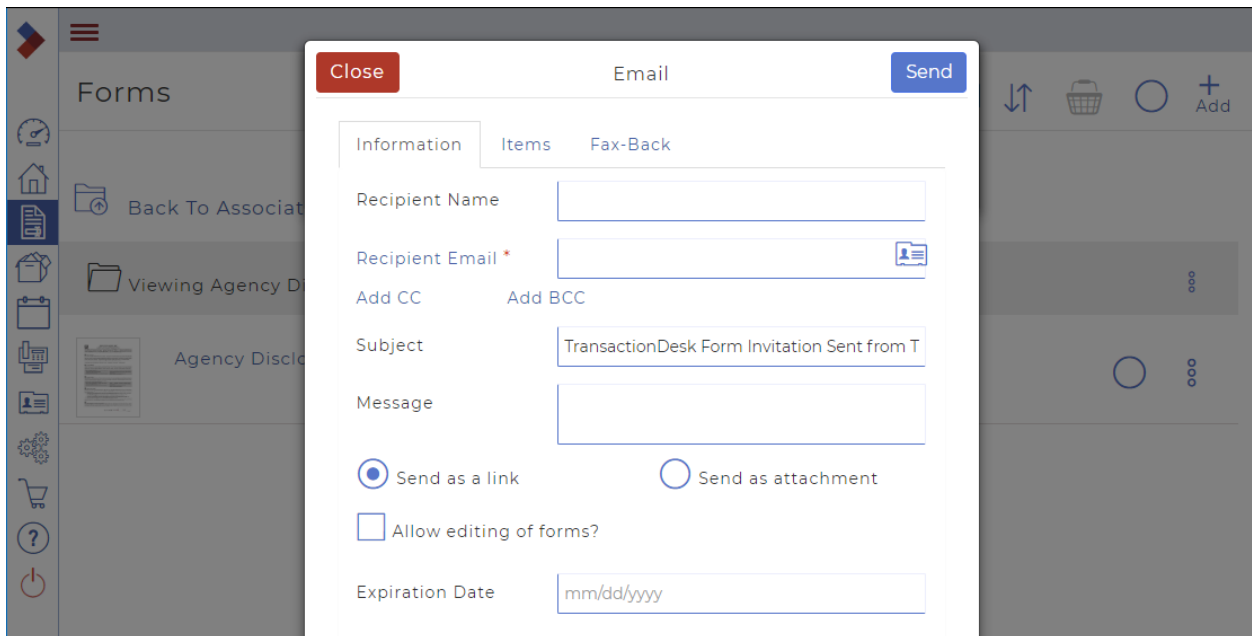 Close
Email
Send
Forms
Add
Information
Items
Fax-Back
Recipient Name
Back To Associat
Recipient Email *
Viewing Agency Di
Add CC
Add BCC
Subject
TransactionDesk Form Invitation Sent from T
Agency Disclo
Message
Send as a link
Send as attachment
Allow editing of forms?
?
Expiration Date
mm/dd/yyyy